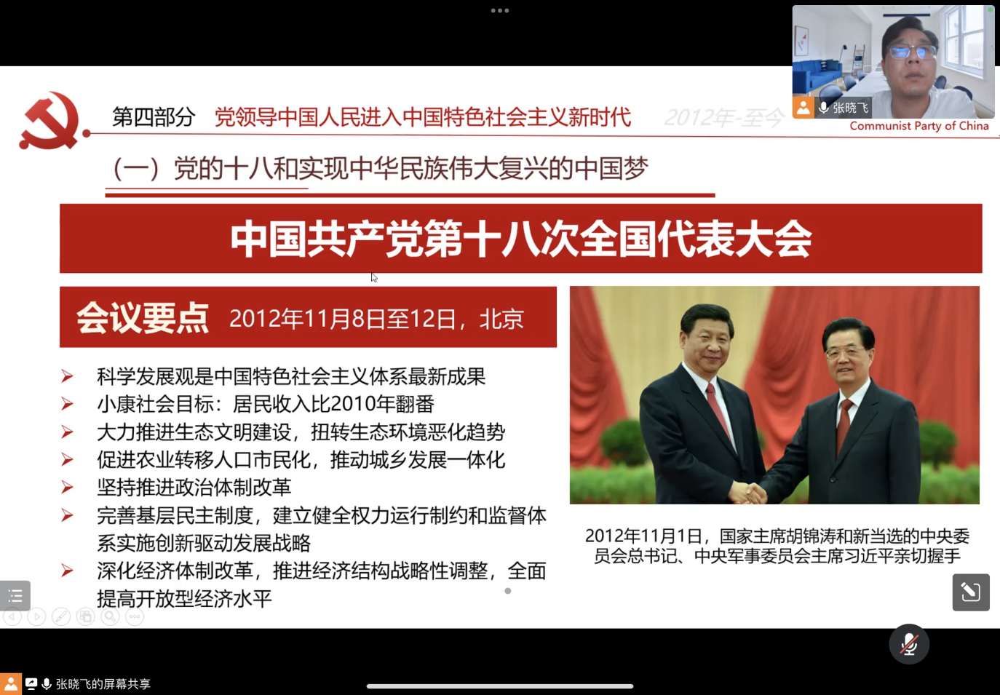 第四部分 党领导中国人民进入中国特色社会主义新时代 2012年-至今
张晓飞
Communist Party of China
（一）党的十八和实现中华民族伟大复兴的中国梦
中国共产党第十八次全国代表大会
会议要点 2012年11月8日至12日，北京
科学发展观是中国特色社会主义体系最新成果
小康社会目标：居民收入比2010年翻番
大力推进生态文明建设，扭转生态环境恶化趋势
促进农业转移人口市民化，推动城乡发展一体化
坚持推进政治体制改革
完善基层民主制度，建立健全权力运行制约和监督体
系实施创新驱动发展战略
深化经济体制改革，推进经济结构战略性调整，全面
提高开放型经济水平
2012年11月1日，国家主席胡锦涛和新当选的中央委
员会总书记、中央军事委员会主席习近平亲切握手
张晓飞的屏幕共享